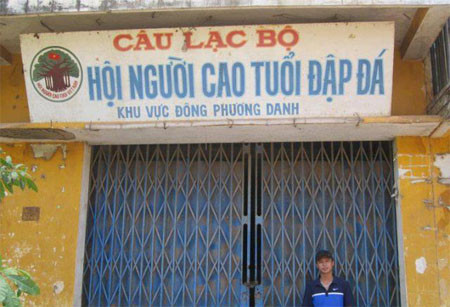 CÂU LẠC BỘ
HỘI NGƯỜI CAO TUỔI ĐẬP ĐÁ
KHU VỰC ĐÔNG PHƯƠNG DANH